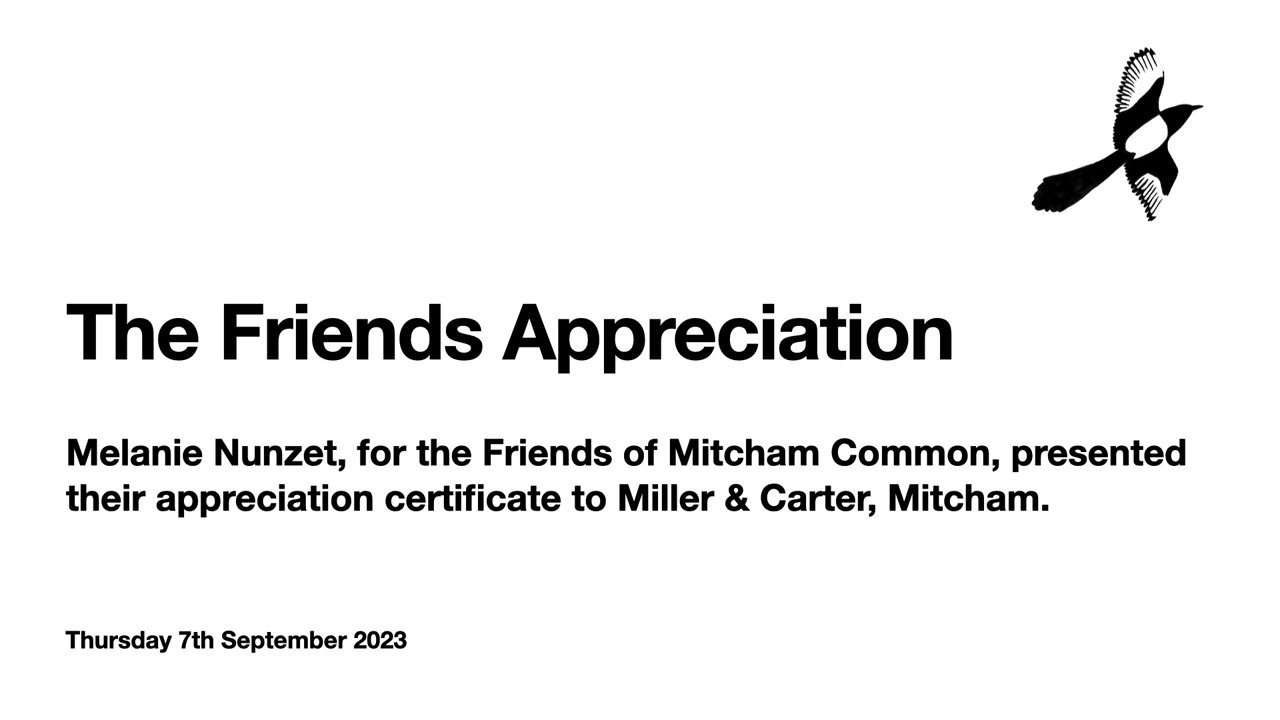 The Friends Appreciation
Melanie Nunzet, for the Friends of Mitcham Common, presented
their appreciation certificate to Miller & Carter, Mitcham.
Thursday 7th September 2023